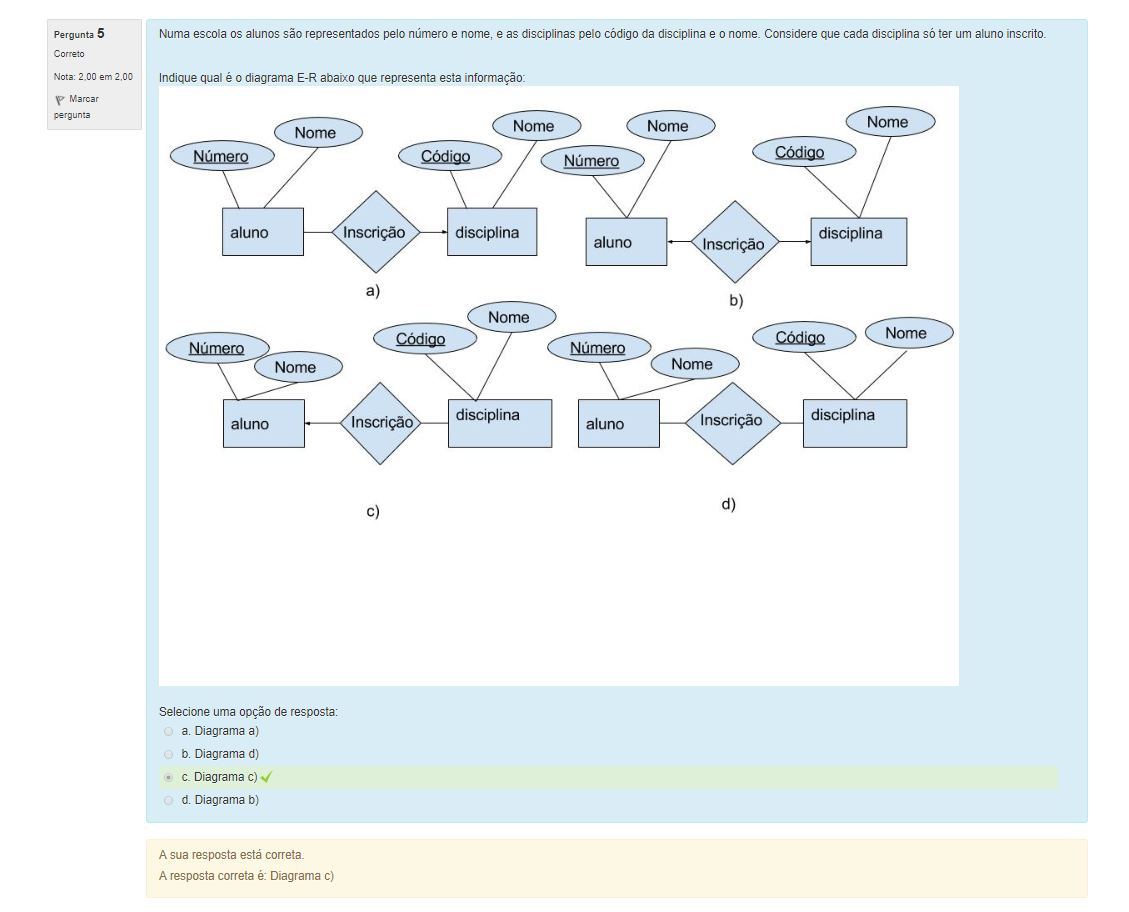 Pergunta 5
Correto
Nota: 2,00 em 2,00
Marcar
pergunta
Numa escola os alunos são representados pelo número e nome, e as disciplinas pelo código da disciplina e o nome. Considere que cada disciplina só ter um aluno inscrito.
Indique qual é o diagrama E-R abaixo que representa esta informação:
Número
Nome
Código
Nome
aluno
Inscrição
disciplina
a)
Número
Nome
Código
Nome
aluno
Inscrição
disciplina
b)
Número
Nome
Código
Nome
aluno
Inscrição
disciplina
c)
Número
Nome
Código
Nome
aluno
Inscrição
disciplina
d)
Selecione uma opção de resposta:
a. Diagrama a)
b. Diagrama d)
c. Diagrama c)
d. Diagrama b)
A sua resposta está correta.
A resposta correta é: Diagrama c)